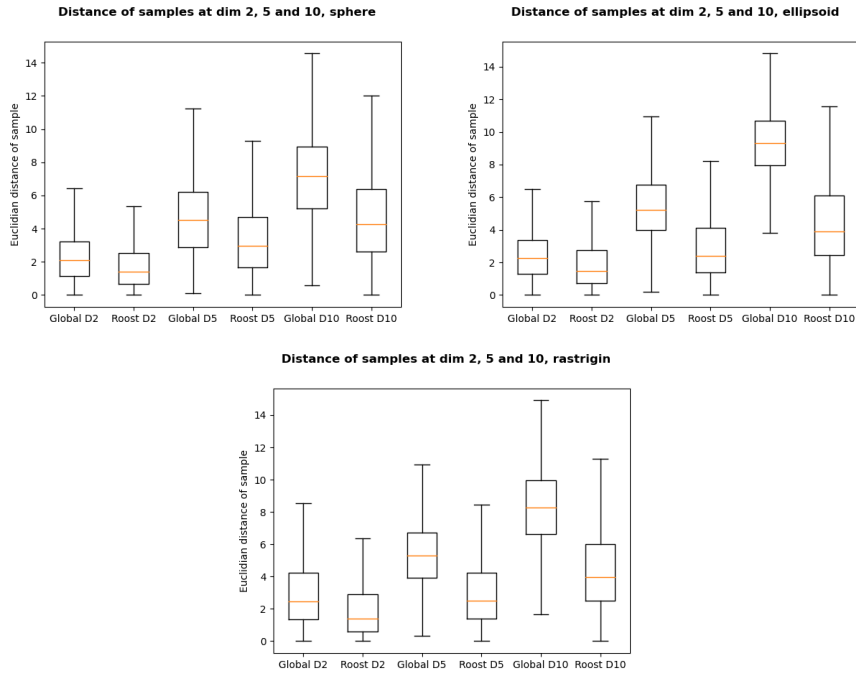 Distance of samples at dim 2, 5 and 10, sphere
Euclidian distance of sample
14
12
10
8
6
4
2
0
Global D2 Roost D2 Global D5 Roost D5 Global D10 Roost D10
Distance of samples at dim 2, 5 and 10, ellipsoid
Euclidian distance of sample
14
12
10
8
6
4
2
0
Global D2 Roost D2 Global D5 Roost D5 Global D10 Roost D10
Distance of samples at dim 2, 5 and 10, rastrigin
Euclidian distance of sample
14
12
10
8
6
4
2
0
Global D2 Roost D2 Global D5 Roost D5 Global D10 Roost D10